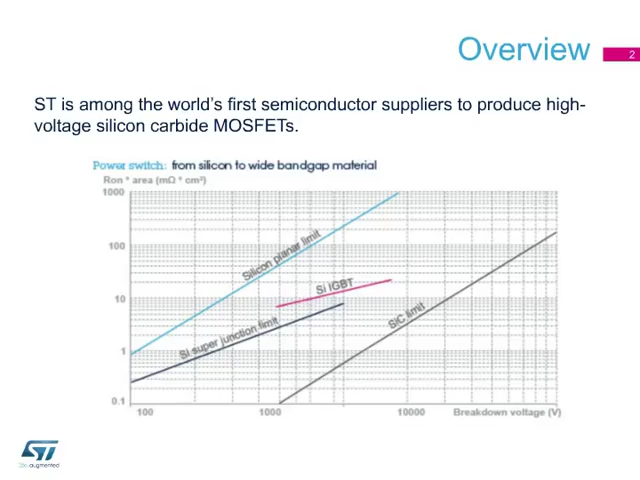 Overview
2
ST is among the world's first semiconductor suppliers to produce high-
voltage silicon carbide MOSFETs.
Power switch: from silicon to wide bandgap material
Ron * area (mΩ * cm²)
1000
100
10
1
0.1
Silicon planar limit
Si IGBT
Si super junction limit
SiC limit
100
1000
10000
Breakdown voltage (V)
ST
life.augmented